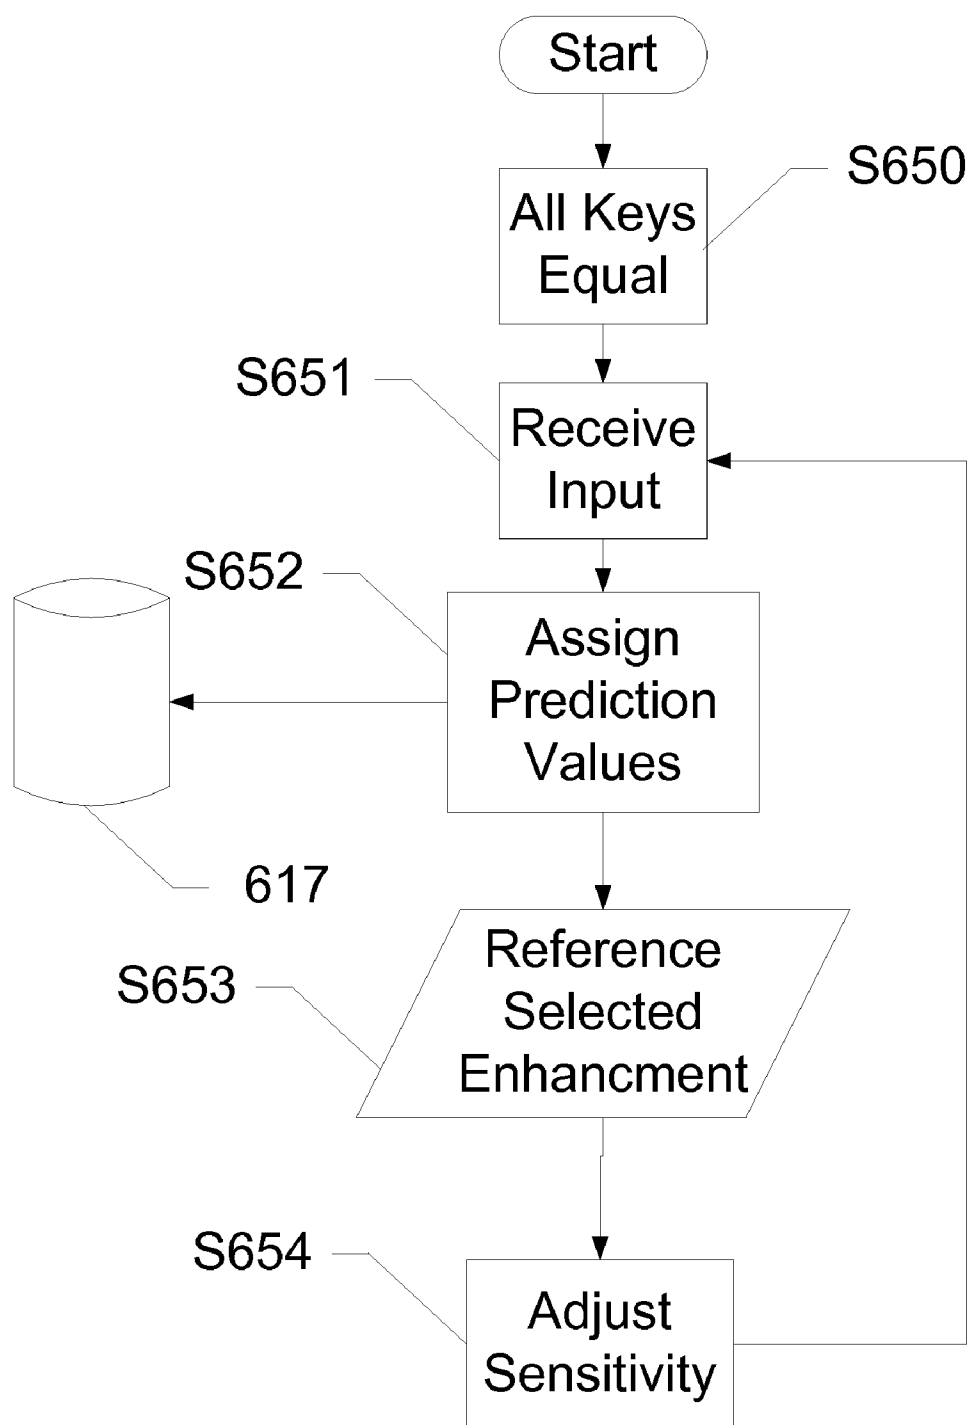 Start
S650
All Keys
Equal
S651
Receive
Input
S652
Assign
Prediction
Values
617
Reference
S653
Selected
Enhancment
S654
Adjust
Sensitivity